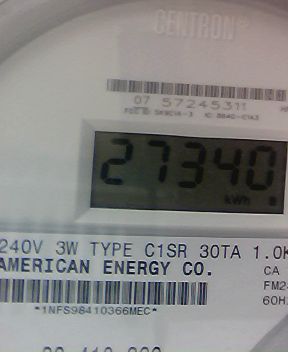 CENTRON®
07 57245311
27340
kWh
240V 3W TYPE C1SR 30TA 1.0K
AMERICAN ENERGY CO.
CA
FM2
60H
*1NFS98410366MEC*